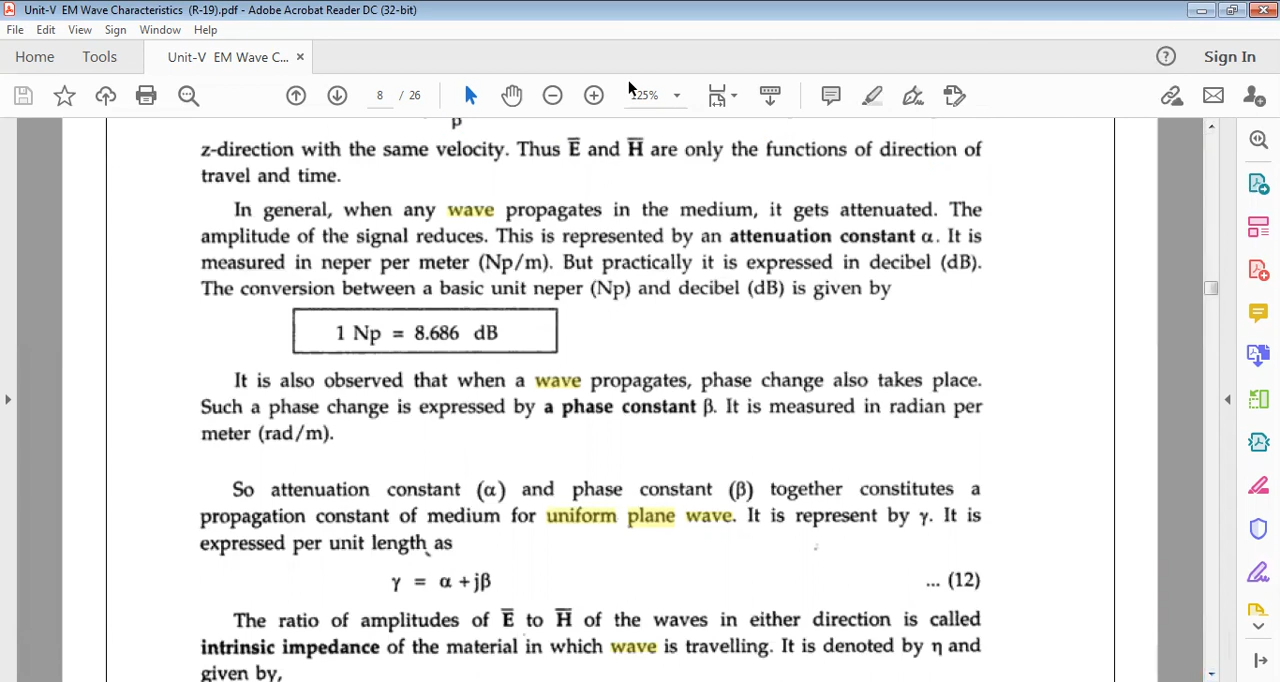 Unit-V EM Wave Characteristics (R-19).pdf - Adobe Acrobat Reader DC (32-bit)
File Edit View Sign Window Help
Home Tools Unit-V EM Wave C... × Sign In
8 / 26 125%
p
z-direction with the same velocity. Thus E̅ and H̅ are only the functions of direction of
travel and time.
In general, when any wave propagates in the medium, it gets attenuated. The
amplitude of the signal reduces. This is represented by an attenuation constant α. It is
measured in neper per meter (Np/m). But practically it is expressed in decibel (dB).
The conversion between a basic unit neper (Np) and decibel (dB) is given by
1 Np = 8.686 dB
It is also observed that when a wave propagates, phase change also takes place.
Such a phase change is expressed by a phase constant β. It is measured in radian per
meter (rad/m).
So attenuation constant (α) and phase constant (β) together constitutes a
propagation constant of medium for uniform plane wave. It is represent by γ. It is
expressed per unit length as
γ = α + jβ ... (12)
The ratio of amplitudes of E̅ to H̅ of the waves in either direction is called
intrinsic impedance of the material in which wave is travelling. It is denoted by η and
given by,